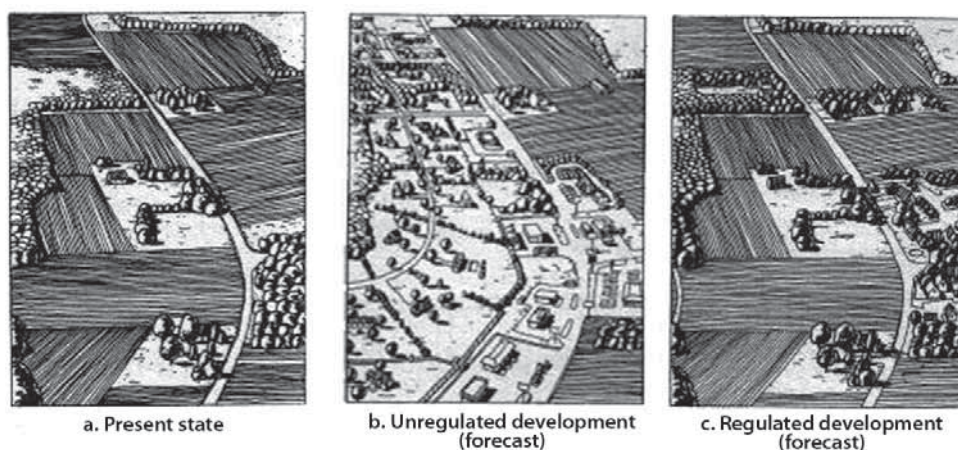 a. Present state
b. Unregulated development
(forecast)
c. Regulated development
(forecast)